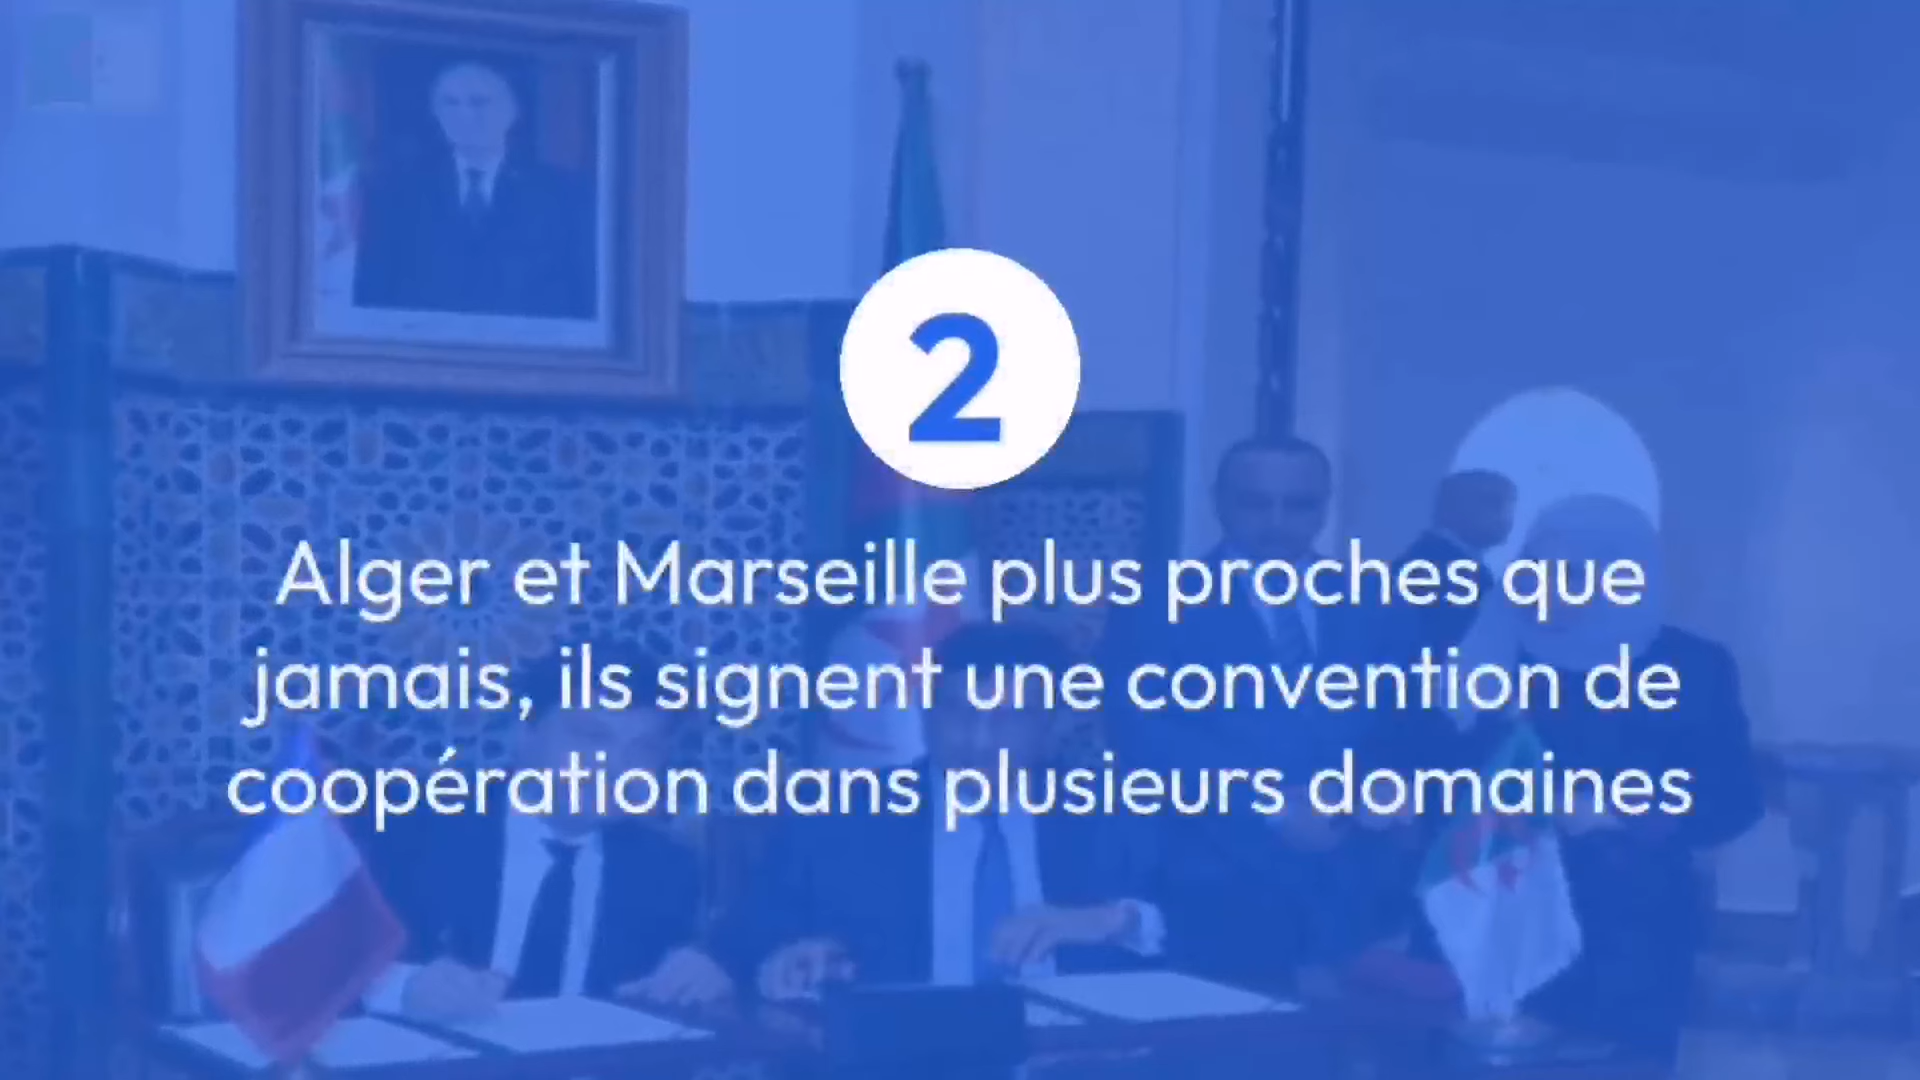 2
Alger et Marseille plus proches que
jamais, ils signent une convention de
coopération dans plusieurs domaines